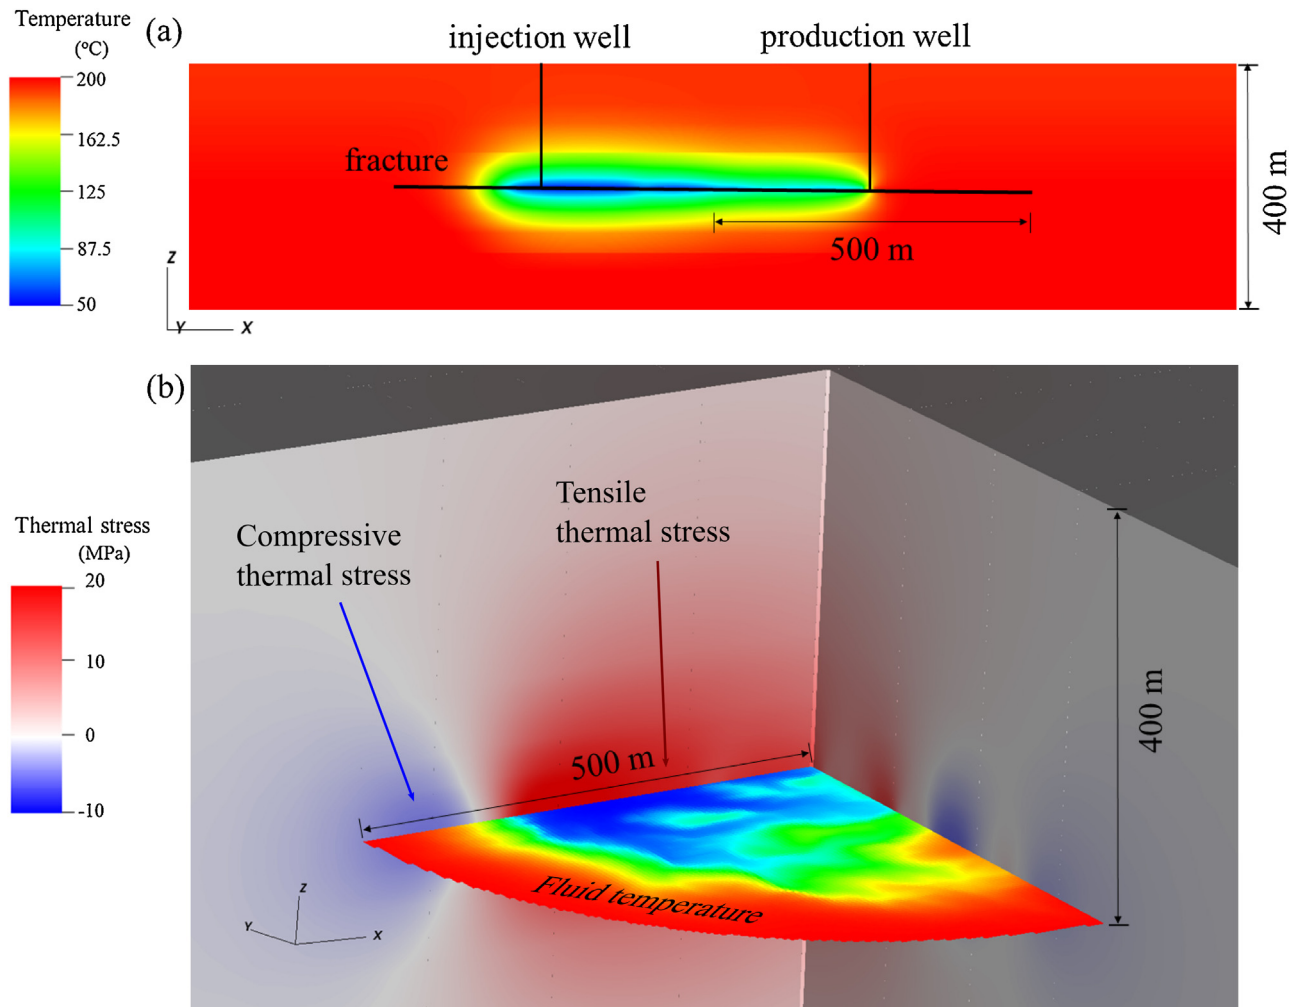 Temperature
(ºC)
200
162.5
125
87.5
50
(a)
injection well
production well
fracture
500 m
400 m
Z
Y
X
(b)
Thermal stress
(MPa)
20
10
0
-10
Compressive
thermal stress
Tensile
thermal stress
500 m
400 m
Fluid temperature
Z
Y
X